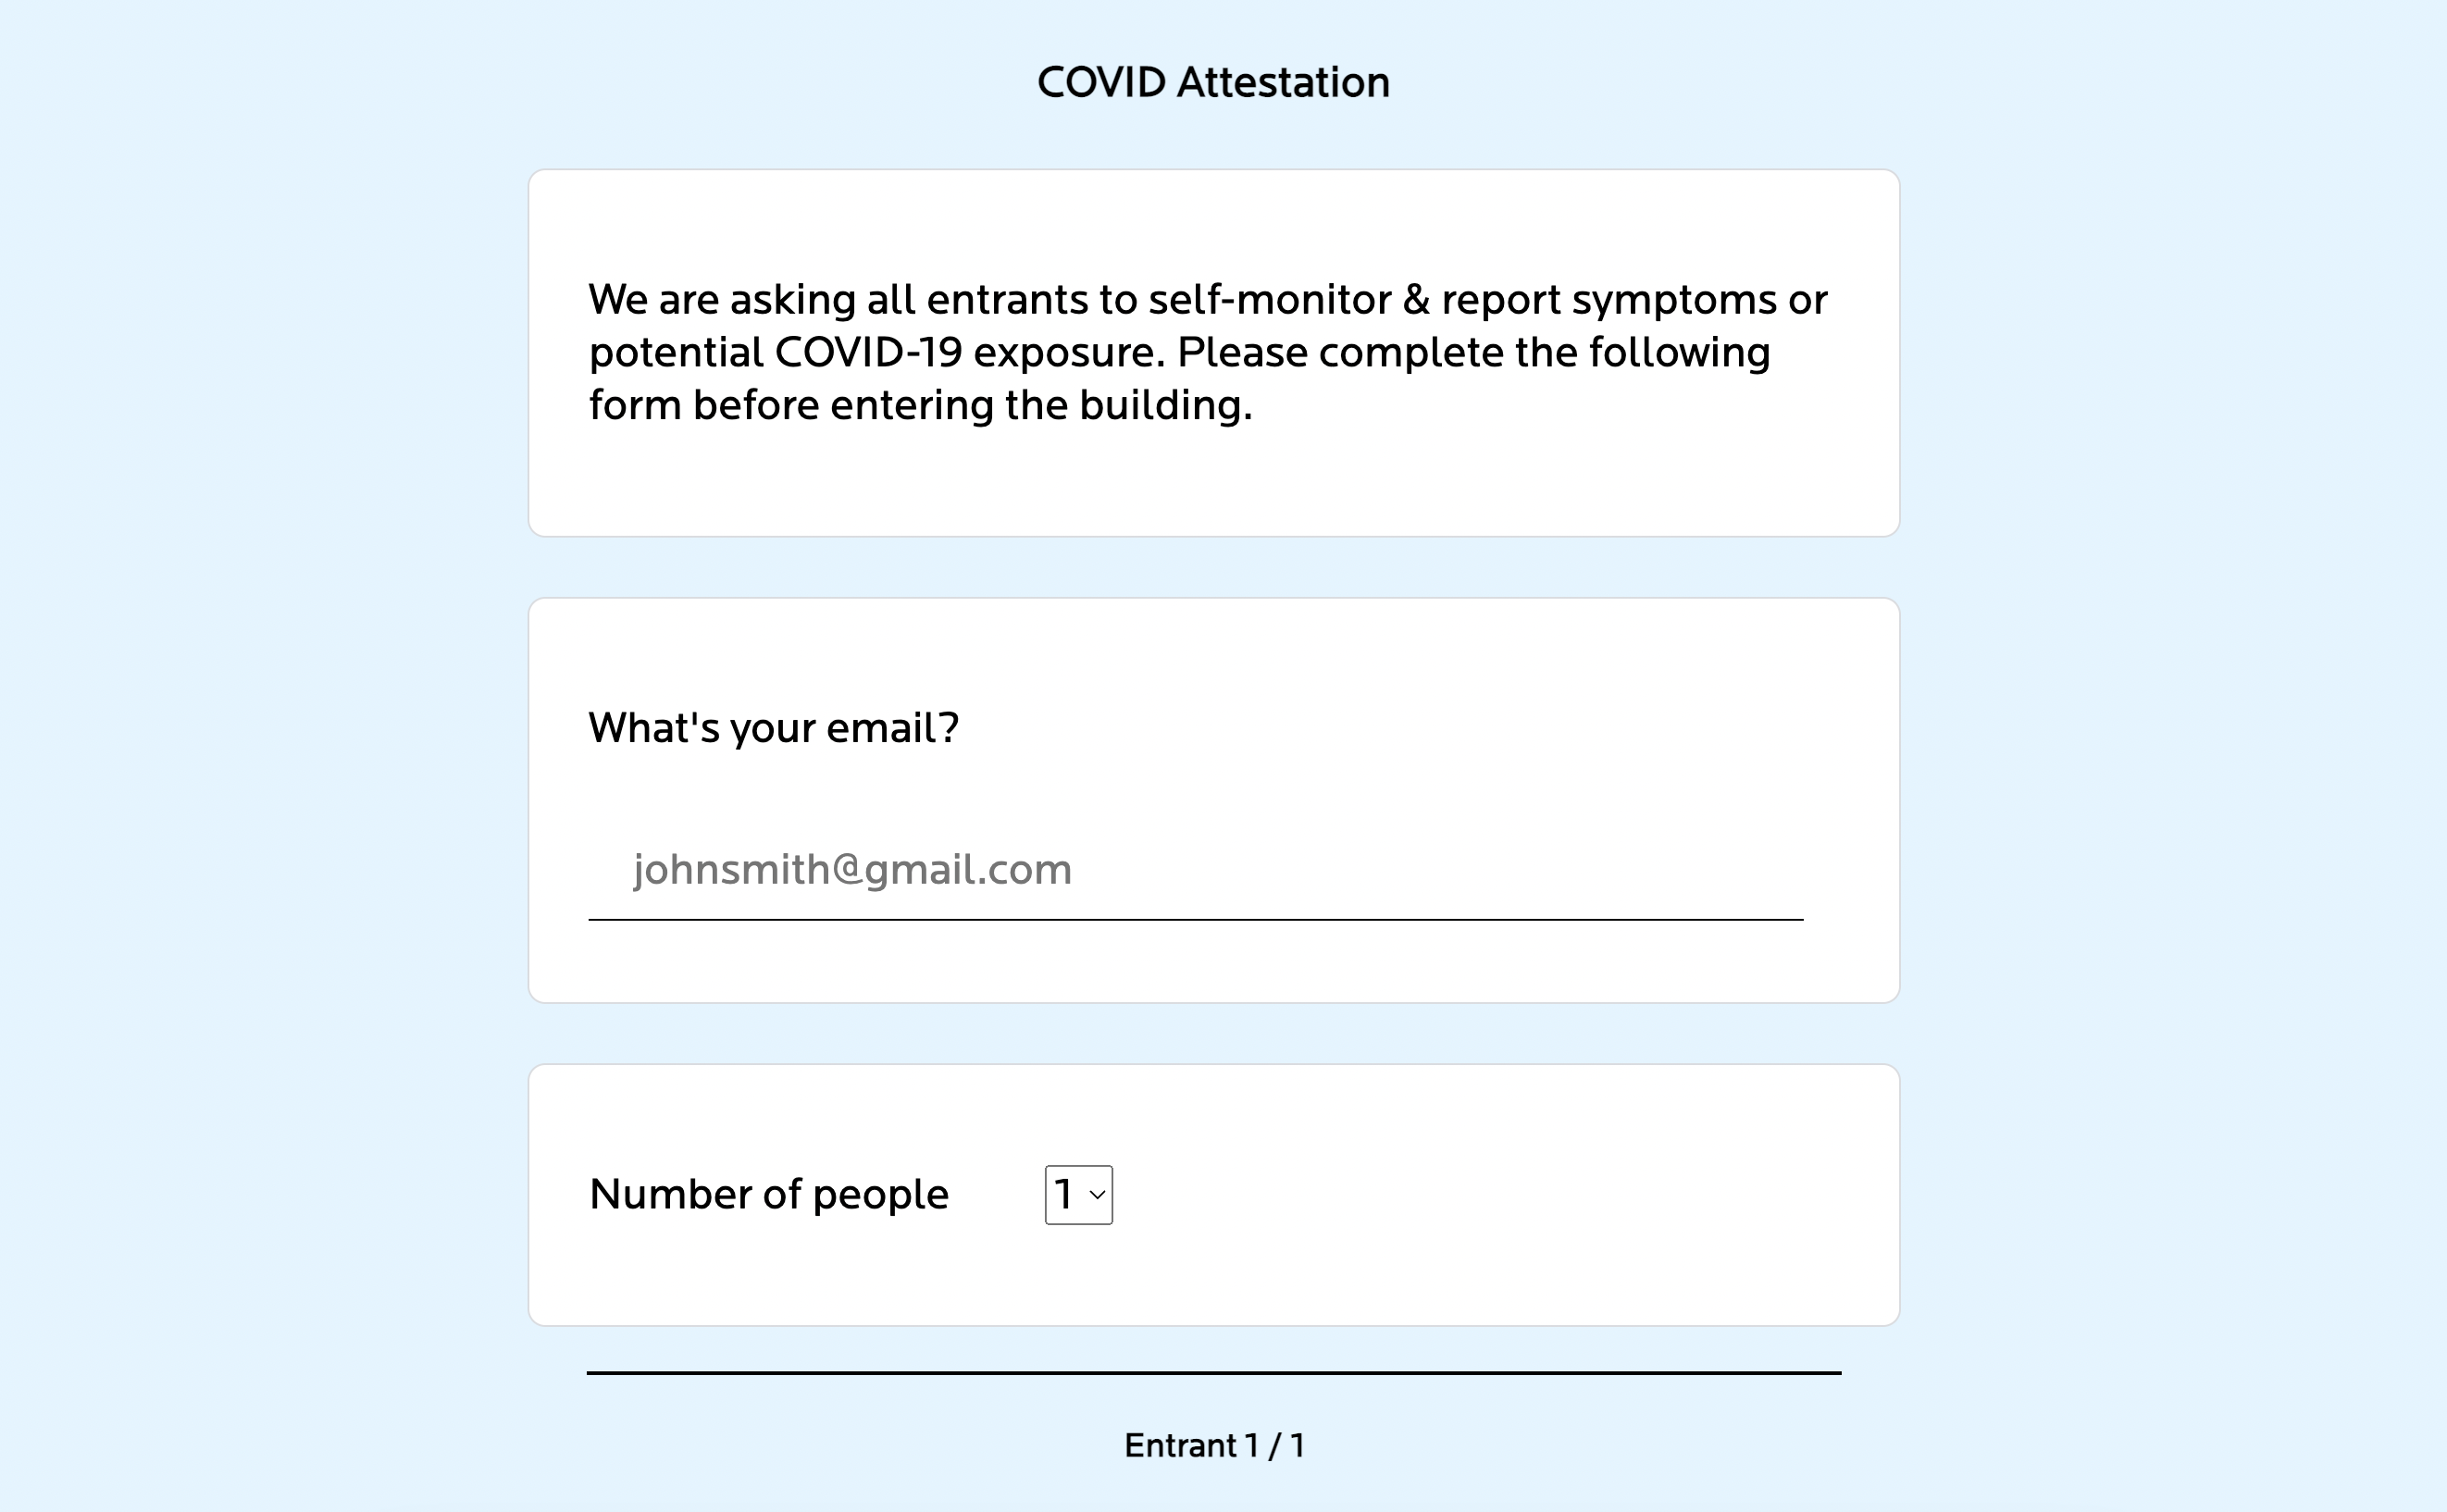 COVID Attestation
We are asking all entrants to self-monitor & report symptoms or
potential COVID-19 exposure. Please complete the following
form before entering the building.
What's your email?
johnsmith@gmail.com
Number of people 1
Entrant 1 / 1